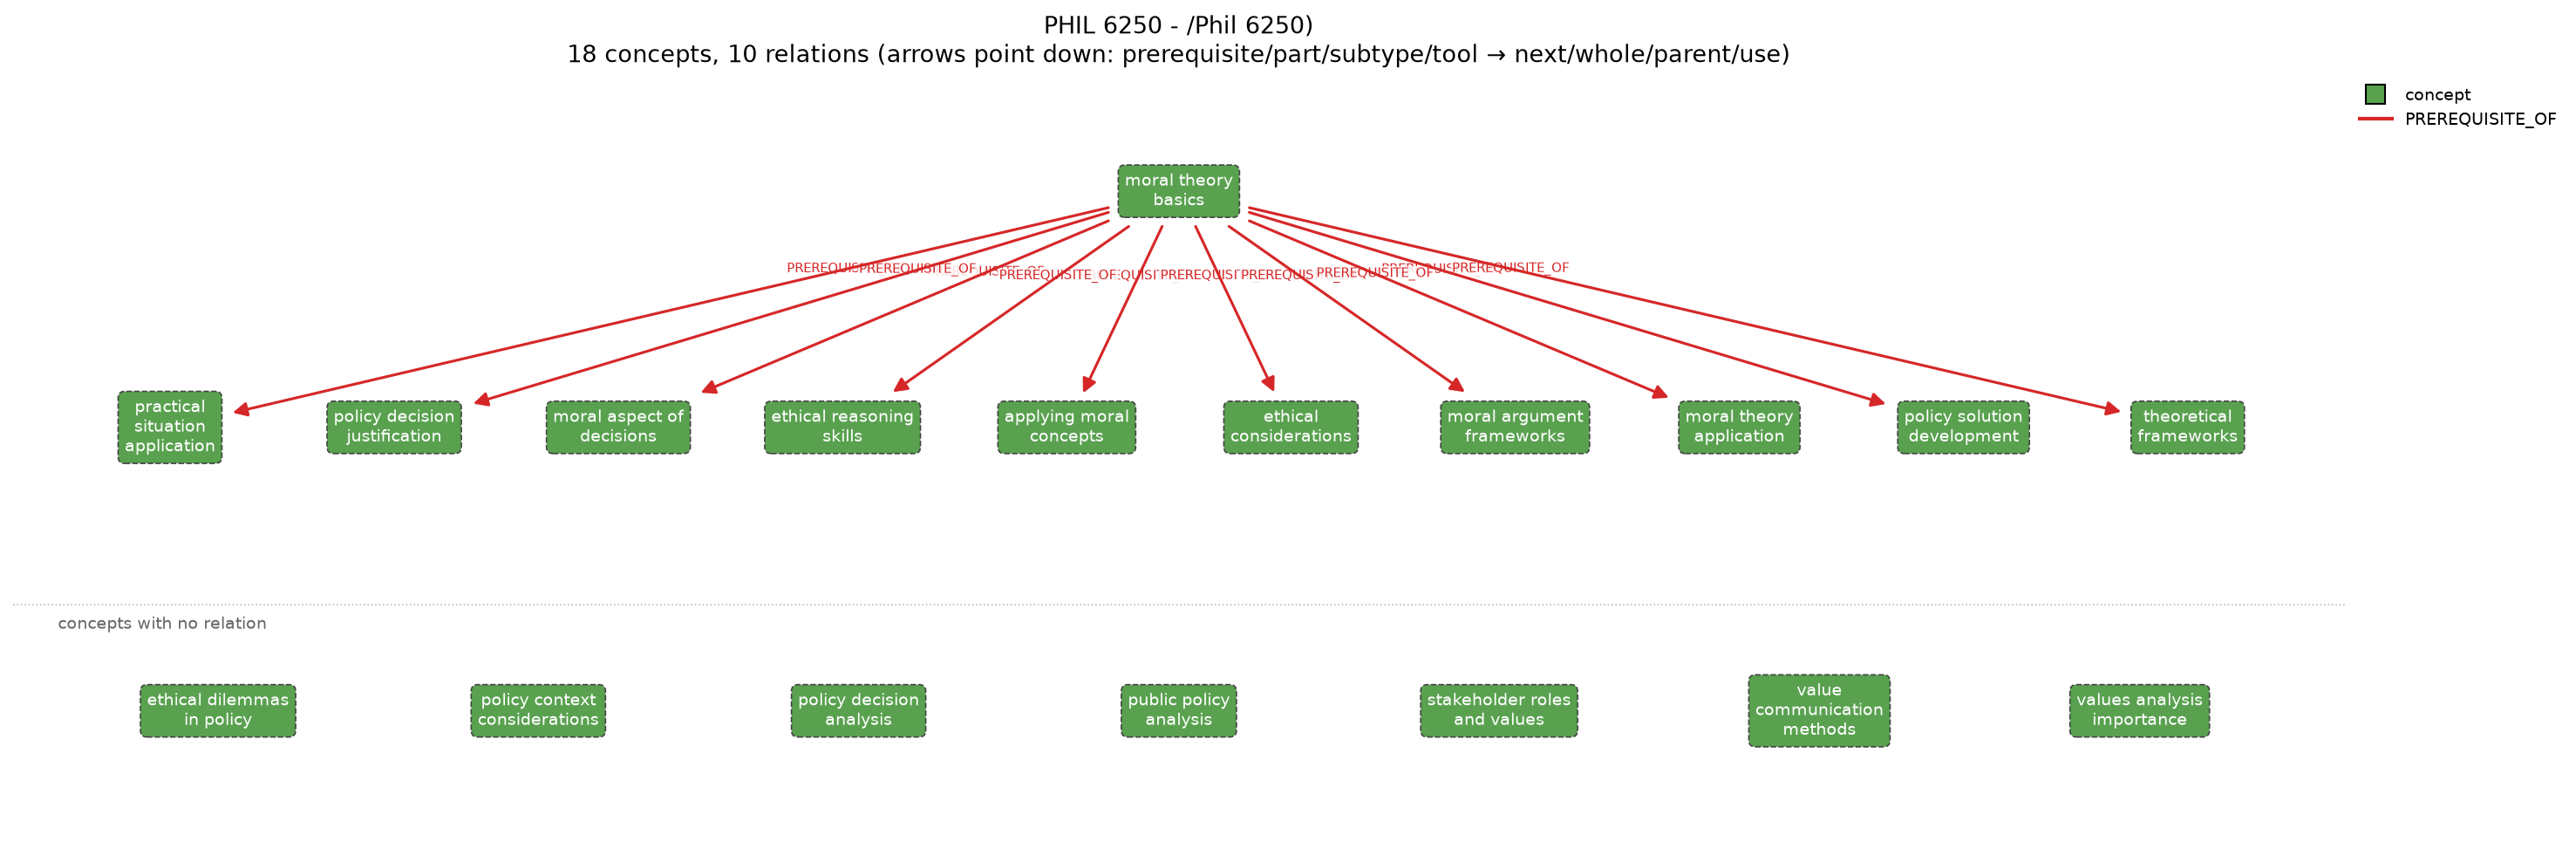 PHIL 6250 - /Phil 6250)
18 concepts, 10 relations (arrows point down: prerequisite/part/subtype/tool → next/whole/parent/use)
concept
PREREQUISITE_OF
moral theory
basics
PREREQUISITE_OF
PREREQUISITE_OF
PREREQUISITE_OF
PREREQUISITE_OF
practical
situation
application
policy decision
justification
moral aspect of
decisions
ethical reasoning
skills
applying moral
concepts
ethical
considerations
moral argument
frameworks
moral theory
application
policy solution
development
theoretical
frameworks
concepts with no relation
ethical dilemmas
in policy
policy context
considerations
policy decision
analysis
public policy
analysis
stakeholder roles
and values
value
communication
methods
values analysis
importance